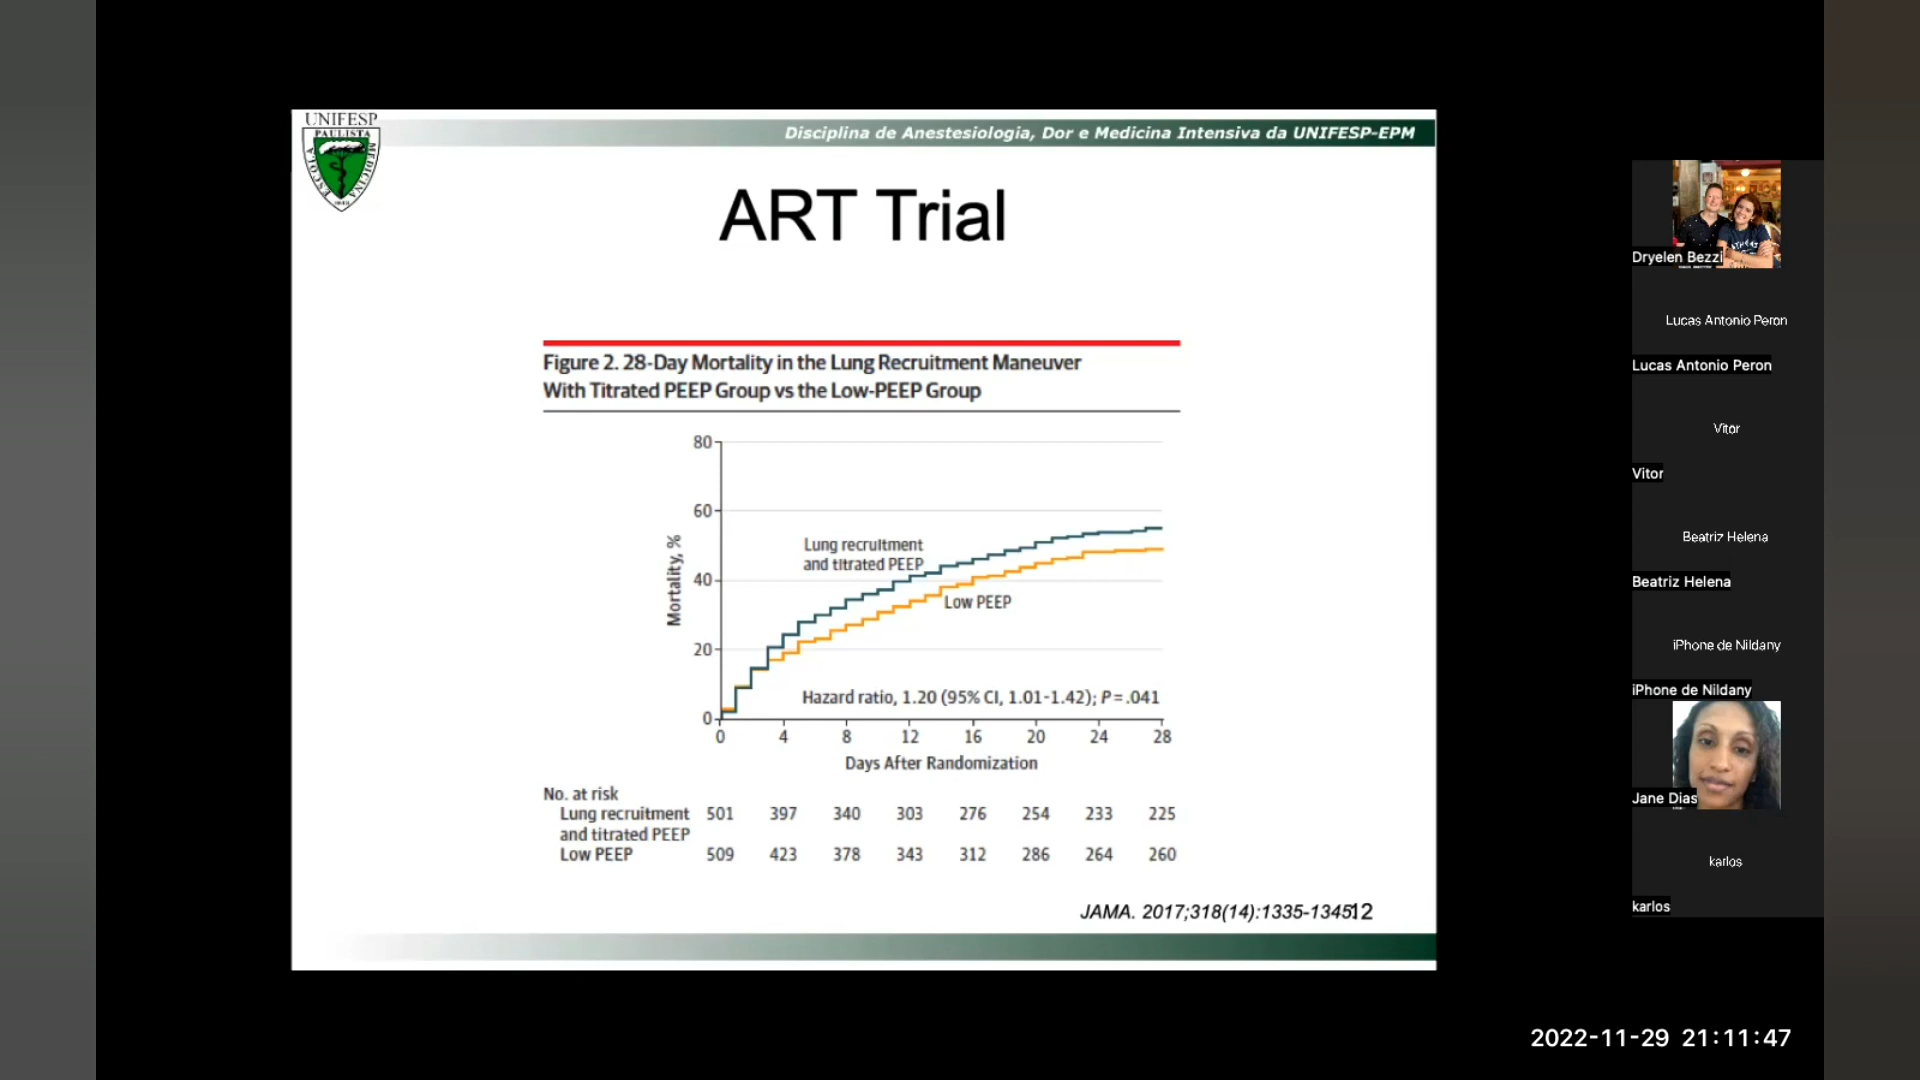 UNIFESP
PAULISTA
ESCOLA
MEDICINA
Disciplina de Anestesiologia, Dor e Medicina Intensiva da UNIFESP-EPM
ART Trial
Figure 2. 28-Day Mortality in the Lung Recruitment Maneuver
With Titrated PEEP Group vs the Low-PEEP Group
80
60
40
20
0
Mortality, %
Lung recruitment
and titrated PEEP
Low PEEP
Hazard ratio, 1.20 (95% CI, 1.01-1.42); P = .041
0 4 8 12 16 20 24 28
Days After Randomization
No. at risk
Lung recruitment 501 397 340 303 276 254 233 225
and titrated PEEP
Low PEEP 509 423 378 343 312 286 264 260
JAMA. 2017;318(14):1335-1345
12
Dryelen Bezzi
Lucas Antonio Peron
Lucas Antonio Peron
Vitor
Vitor
Beatriz Helena
Beatriz Helena
iPhone de Nildany
iPhone de Nildany
Jane Dias
karlos
karlos
2022-11-29 21:11:47